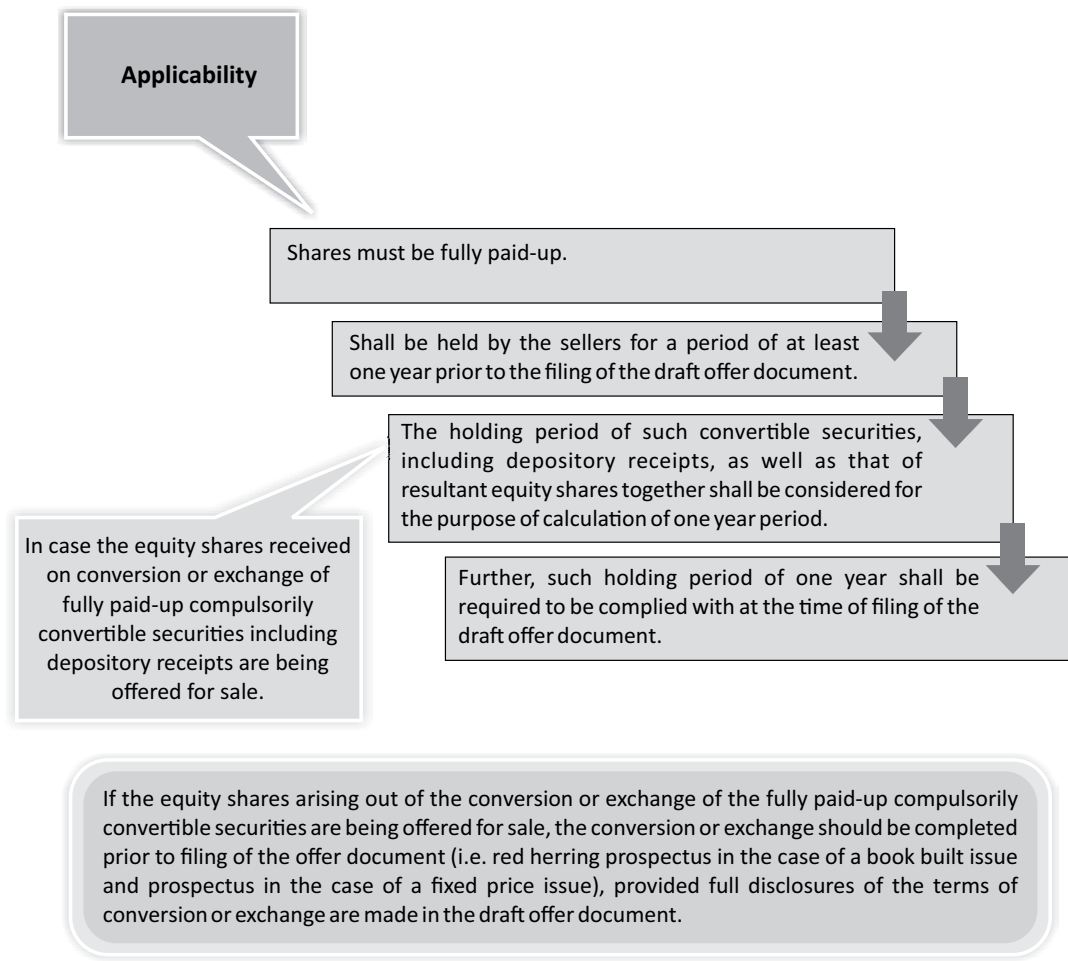 Applicability
Shares must be fully paid-up.
Shall be held by the sellers for a period of at least
one year prior to the filing of the draft offer document.
The holding period of such convertible securities,
including depository receipts, as well as that of
resultant equity shares together shall be considered for
the purpose of calculation of one year period.
In case the equity shares received
on conversion or exchange of
fully paid-up compulsorily
convertible securities including
depository receipts are being
offered for sale.
Further, such holding period of one year shall be
required to be complied with at the time of filing of the
draft offer document.
If the equity shares arising out of the conversion or exchange of the fully paid-up compulsorily
convertible securities are being offered for sale, the conversion or exchange should be completed
prior to filing of the offer document (i.e. red herring prospectus in the case of a book built issue
and prospectus in the case of a fixed price issue), provided full disclosures of the terms of
conversion or exchange are made in the draft offer document.